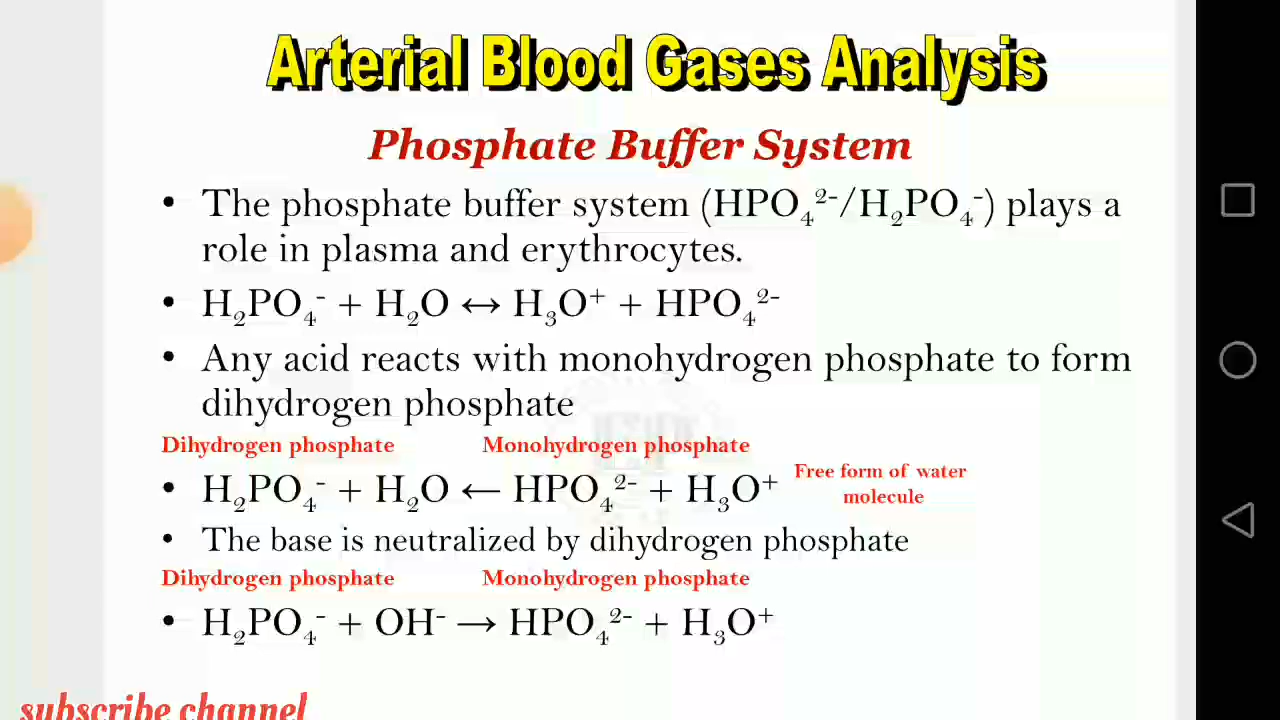 Arterial Blood Gases Analysis
Phosphate Buffer System
• The phosphate buffer system (HPO₄²⁻/H₂PO₄⁻) plays a
role in plasma and erythrocytes.
• H₂PO₄⁻ + H₂O ↔ H₃O⁺ + HPO₄²⁻
• Any acid reacts with monohydrogen phosphate to form
dihydrogen phosphate
Dihydrogen phosphate Monohydrogen phosphate
• H₂PO₄⁻ + H₂O ← HPO₄²⁻ + H₃O⁺
Free form of water
molecule
• The base is neutralized by dihydrogen phosphate
Dihydrogen phosphate Monohydrogen phosphate
• H₂PO₄⁻ + OH⁻ → HPO₄²⁻ + H₃O⁺
subscribe channel